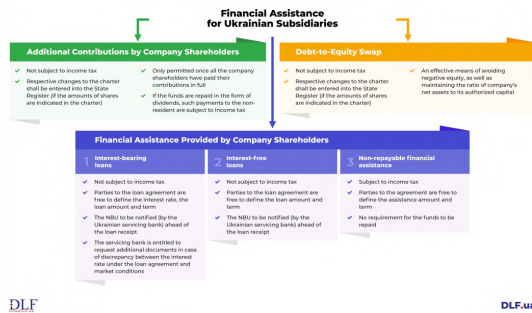 Financial Assistance
for Ukrainian Subsidiaries
Additional Contributions by Company Shareholders
Not subject to income tax
Respective changes to the charter
shall be entered into the State
Register (if the amounts of shares
are indicated in the charter)
Only permitted once all the company
shareholders have paid their
contributions in full
If the funds are repaid in the form of
dividends, such payments to the non-
resident are subject to income tax
Debt-to-Equity Swap
Not subject to income tax
Respective changes to the charter
shall be entered into the State
Register (if the amounts of shares
are indicated in the charter)
An effective means of avoiding
negative equity, as well as
maintaining the ratio of company's
net assets to its authorized capital
Financial Assistance Provided by Company Shareholders
1 Interest-bearing
loans
Not subject to income tax
Parties to the loan agreement are
free to define the interest rate, the
loan amount and term
The NBU to be notified (by the
Ukrainian servicing bank) ahead of
the loan receipt
The servicing bank is entitled to
request additional documents in case
of discrepancy between the interest
rate under the loan agreement and
market conditions
2 Interest-free
loans
Not subject to income tax
Parties to the loan agreement are
free to define the loan amount and
term
The NBU to be notified (by the
Ukrainian servicing bank) ahead of
the loan receipt
3 Non-repayable financial
assistance
Subject to income tax
Parties to the agreement are free to
define the assistance amount and
term
No requirement for the funds to be
repaid
DLF
DLF.ua